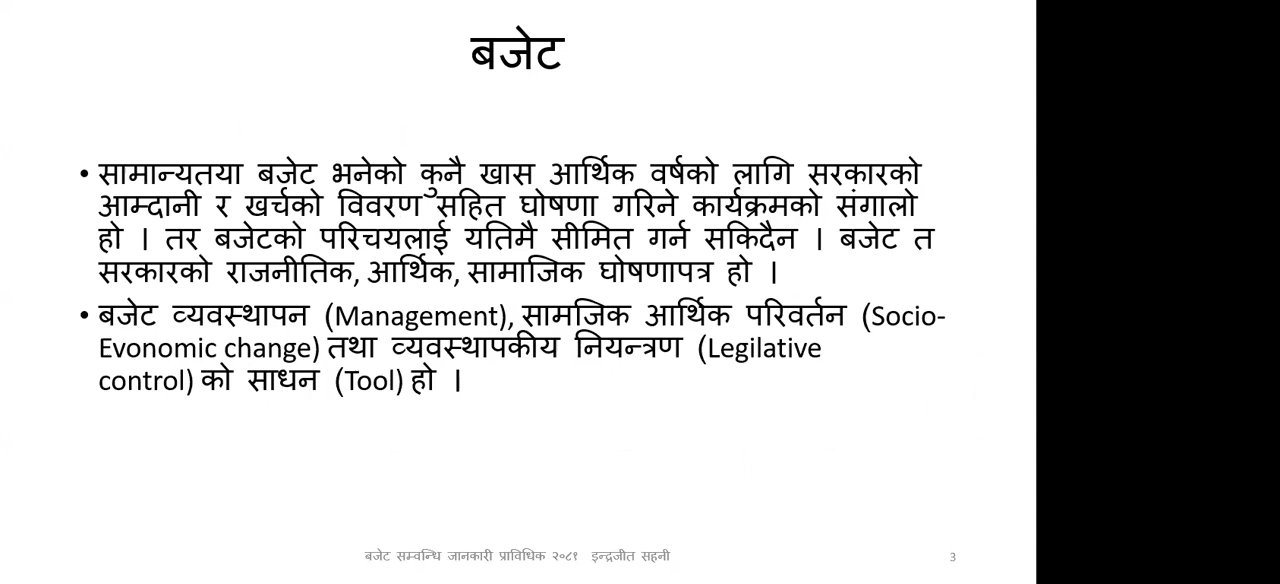 बजेट
• सामान्यतया बजेट भनेको कुनै खास आर्थिक वर्षको लागि सरकारको
आम्दानी र खर्चको विवरण सहित घोषणा गरिने कार्यक्रमको संगालो
हो । तर बजेटको परिचयलाई यतिमै सीमित गर्न सकिदैन । बजेट त
सरकारको राजनीतिक, आर्थिक, सामाजिक घोषणापत्र हो ।
• बजेट व्यवस्थापन (Management), सामजिक आर्थिक परिवर्तन (Socio-
Evonomic change) तथा व्यवस्थापकीय नियन्त्रण (Legilative
control) को साधन (Tool) हो ।
बजेट सम्वन्धि जानकारी प्राविधिक २०८१ इन्द्रजीत सहनी
3